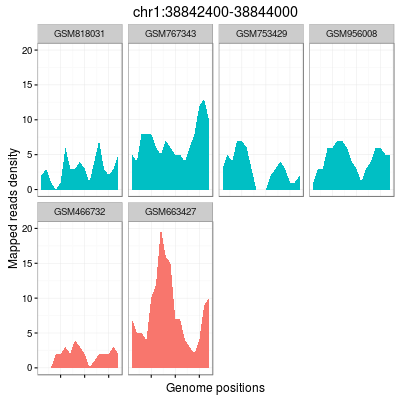 chr1:38842400-38844000
GSM818031 GSM767343 GSM753429 GSM956008
20
15
10
5
0
Mapped reads density
GSM466732 GSM663427
20
15
10
5
0
Genome positions